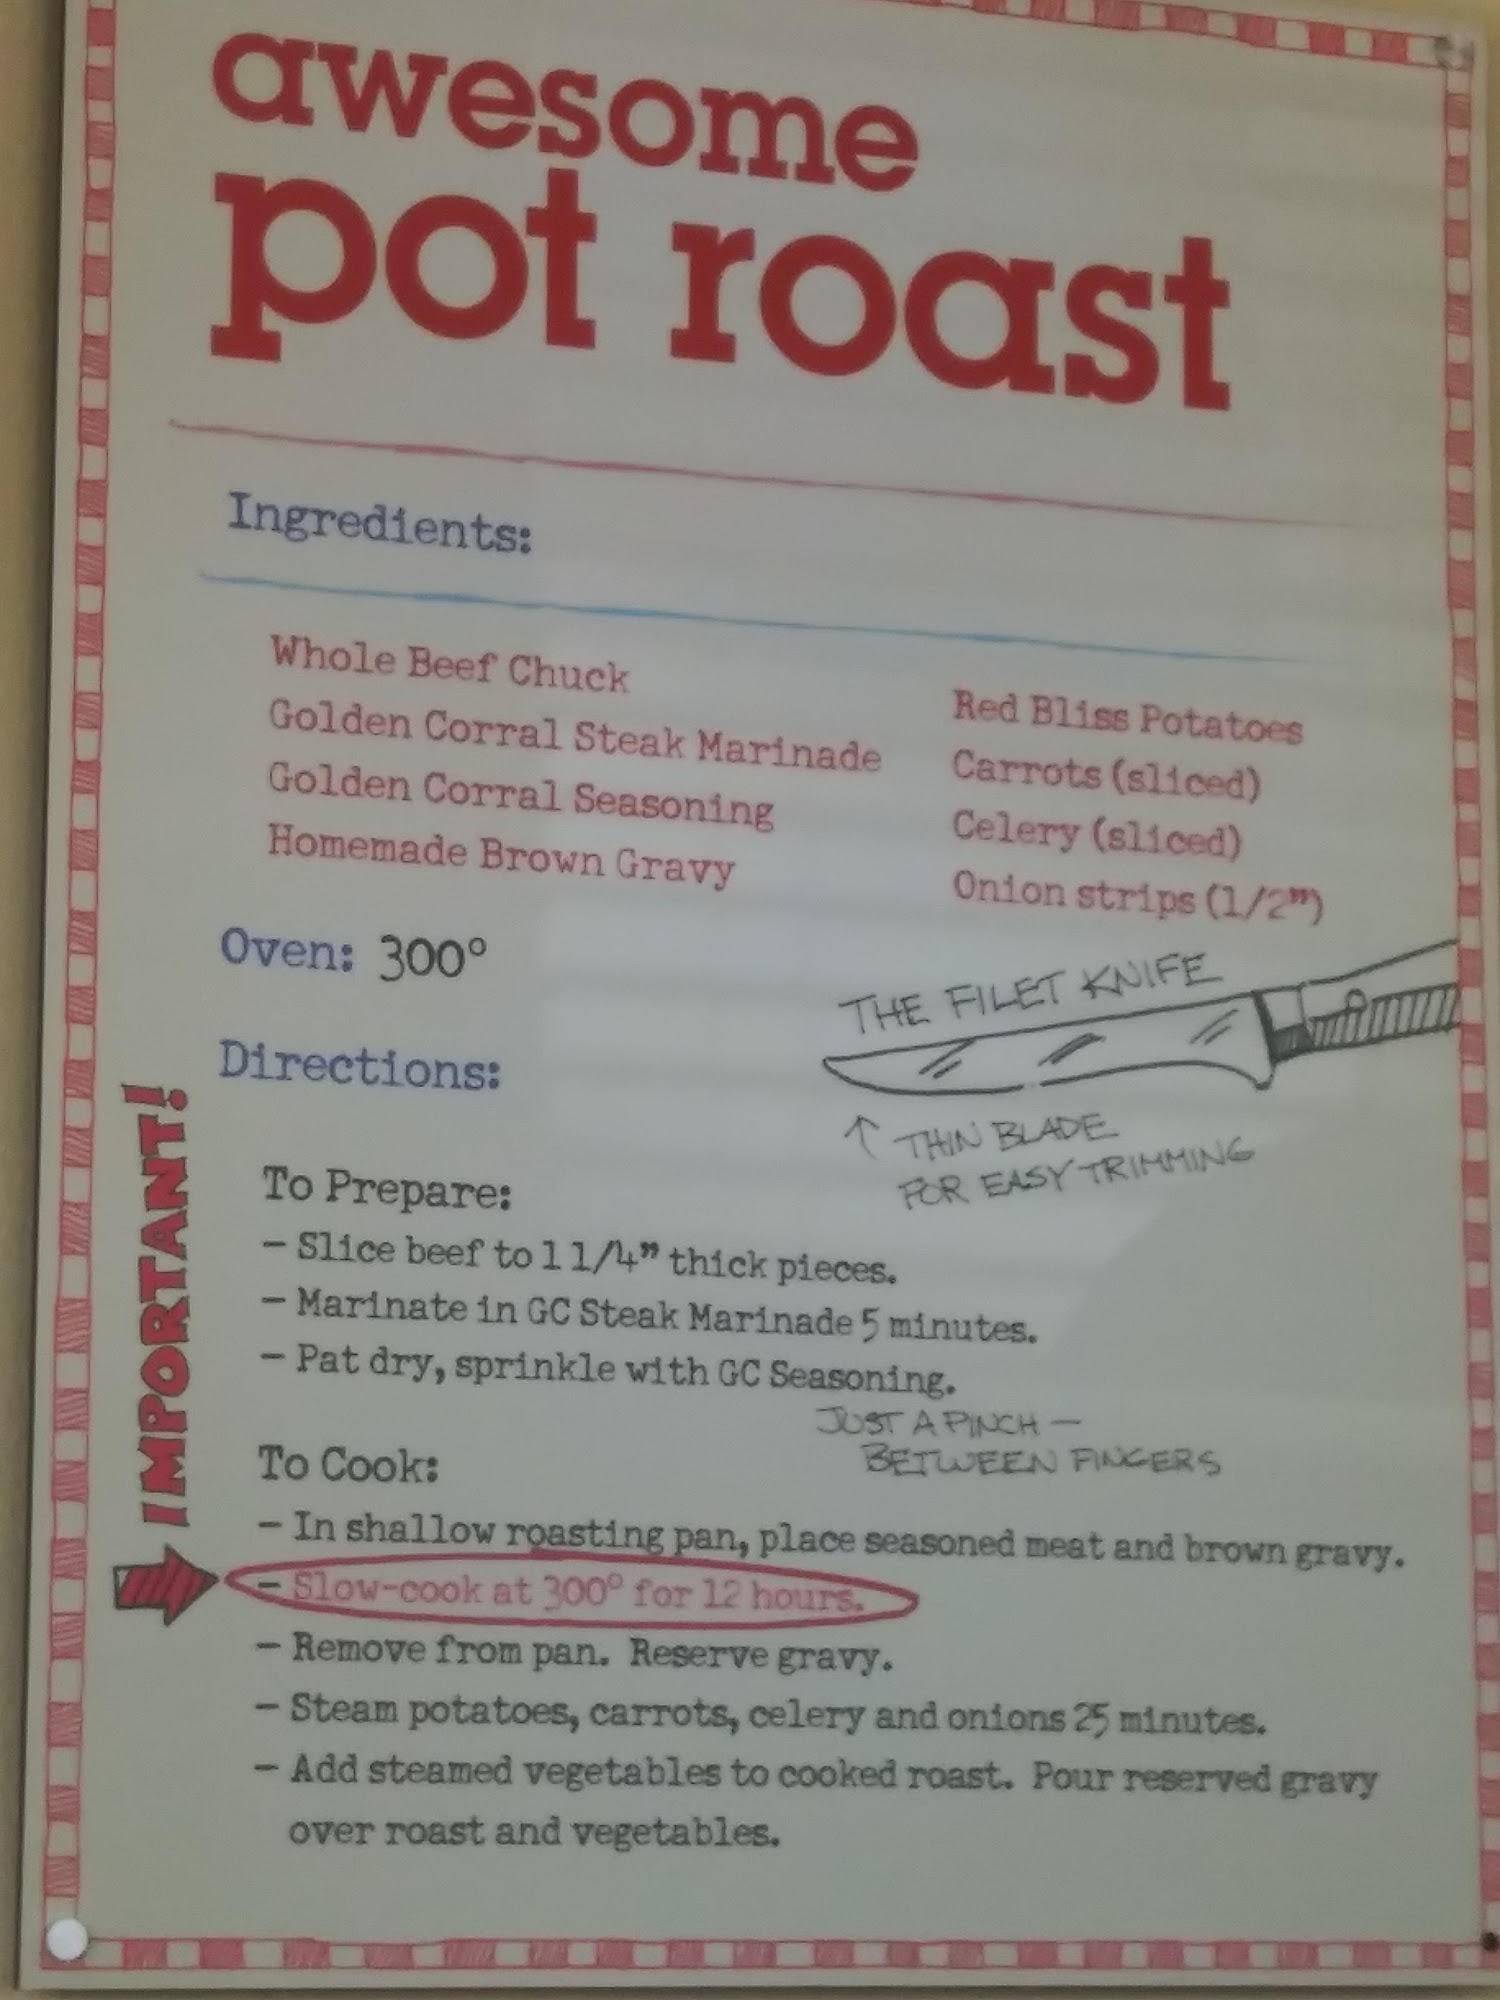 awesome
pot roast
Ingredients:
Whole Beef Chuck
Golden Corral Steak Marinade
Golden Corral Seasoning
Homemade Brown Gravy
Red Bliss Potatoes
Carrots (sliced)
Celery (sliced)
Onion strips (1/2")
Oven: 300°
THE FILET KNIFE
↑ THIN BLADE
FOR EASY TRIMMING
Directions:
IMPORTANT!
To Prepare:
– Slice beef to 1 1/4" thick pieces.
– Marinate in GC Steak Marinade 5 minutes.
– Pat dry, sprinkle with GC Seasoning.
JUST A PINCH –
BETWEEN FINGERS
To Cook:
– In shallow roasting pan, place seasoned meat and brown gravy.
– Slow-cook at 300° for 12 hours.
– Remove from pan. Reserve gravy.
– Steam potatoes, carrots, celery and onions 25 minutes.
– Add steamed vegetables to cooked roast. Pour reserved gravy
over roast and vegetables.